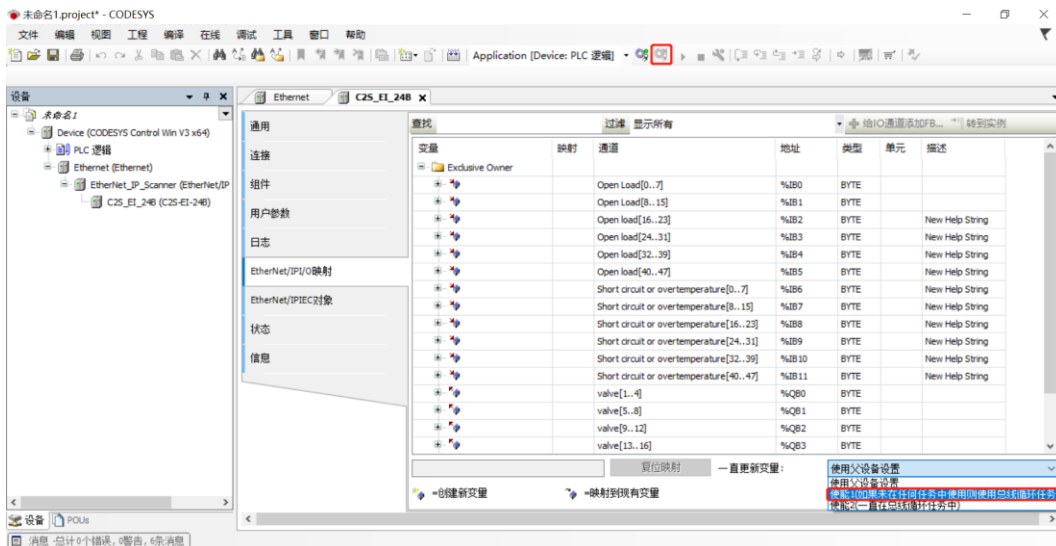 未命名1.project* - CODESYS
文件 编辑 视图 工程 编译 在线 调试 工具 窗口 帮助
Application [Device: PLC 逻辑]
设备
未命名1
Device (CODESYS Control Win V3 x64)
PLC 逻辑
Ethernet (Ethernet)
EtherNet_IP_Scanner (EtherNet/IP
C2S_EI_24B (C2S-EI-24B)
设备 POUs
Ethernet C2S_EI_24B
通用
连接
组件
用户参数
日志
EtherNet/IPI/O映射
EtherNet/IPIEC对象
状态
信息
查找 过滤 显示所有 给IO通道添加FB... 转到实例
变量 映射 通道 地址 类型 单元 描述
Exclusive Owner
Open Load[0..7] %IB0 BYTE
Open Load[8..15] %IB1 BYTE
Open load[16..23] %IB2 BYTE New Help String
Open load[24..31] %IB3 BYTE New Help String
Open load[32..39] %IB4 BYTE New Help String
Open load[40..47] %IB5 BYTE New Help String
Short circuit or overtemperature[0..7] %IB6 BYTE New Help String
Short circuit or overtemperature[8..15] %IB7 BYTE New Help String
Short circuit or overtemperature[16..23] %IB8 BYTE New Help String
Short circuit or overtemperature[24..31] %IB9 BYTE New Help String
Short circuit or overtemperature[32..39] %IB10 BYTE New Help String
Short circuit or overtemperature[40..47] %IB11 BYTE New Help String
valve[1..4] %QB0 BYTE
valve[5..8] %QB1 BYTE
valve[9..12] %QB2 BYTE
valve[13..16] %QB3 BYTE
复位映射 一直更新变量: 使用父设备设置
使用父设备设置
使能1(如果未在任何任务中使用则使用总线循环任务
使能2(一直在总线循环任务中)
=创建新变量 =映射到现有变量
消息 -总计0个错误，0警告，6条消息